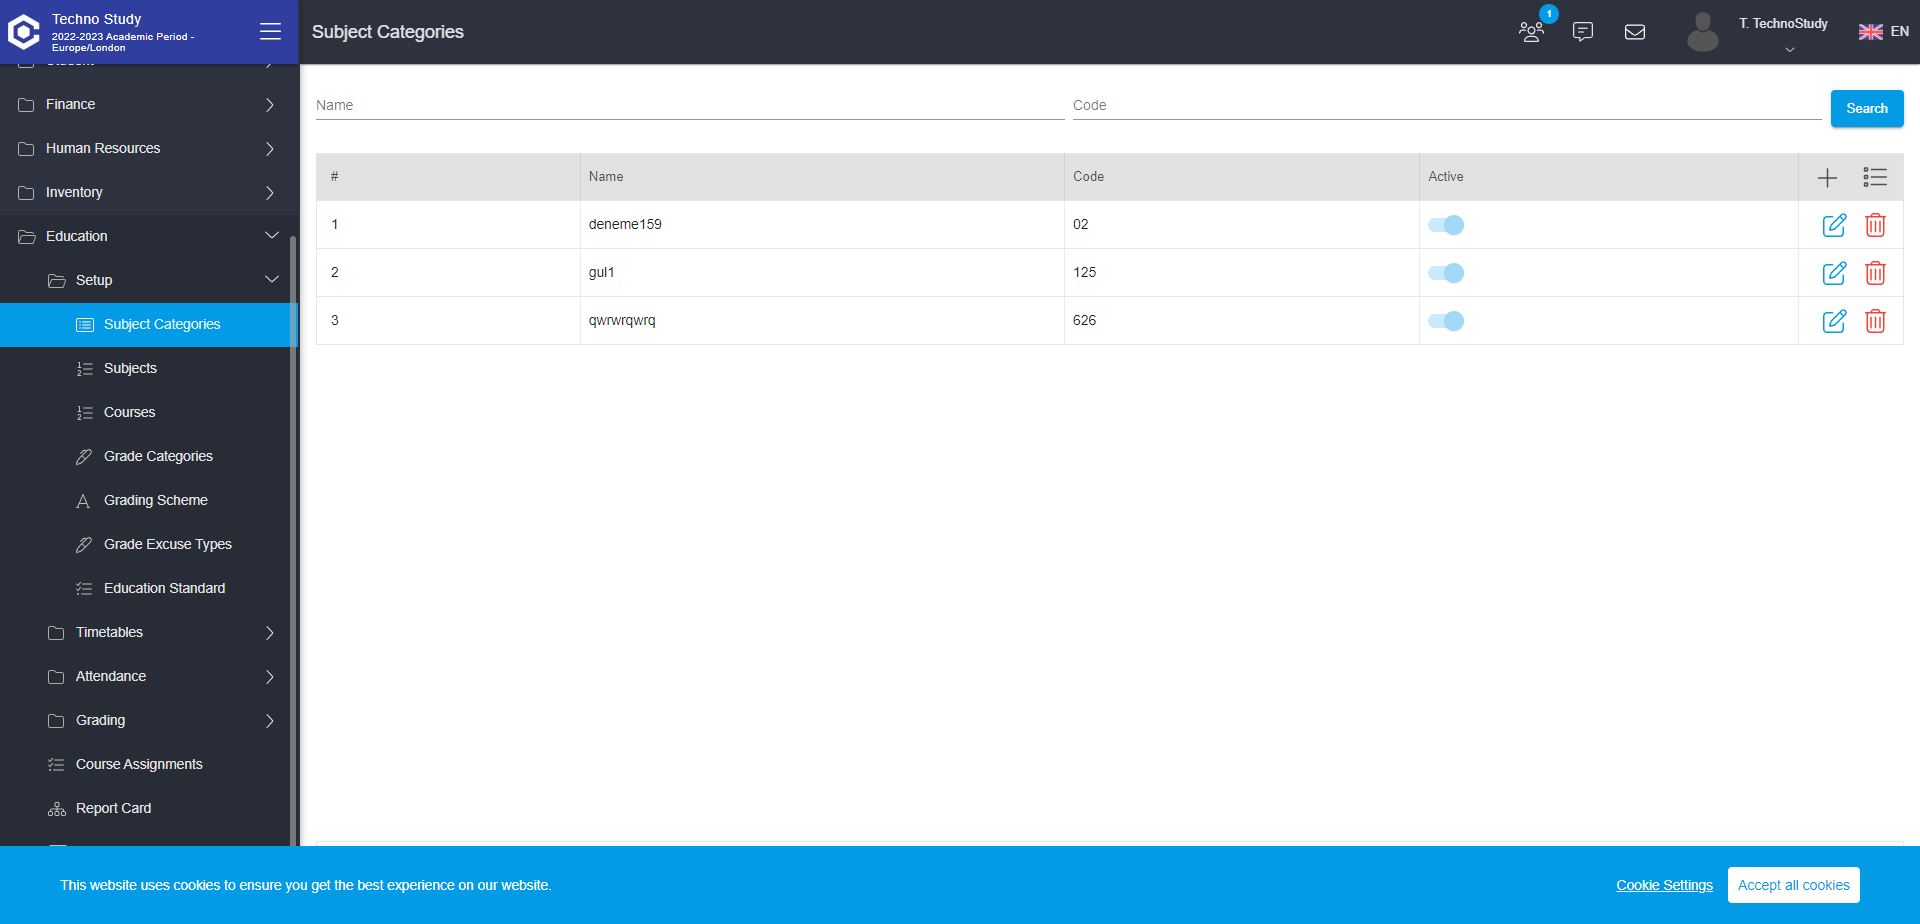 Techno Study
2022-2023 Academic Period -
Europe/London
Subject Categories
1
T. TechnoStudy
EN
Student
Finance
Human Resources
Inventory
Education
Setup
Subject Categories
Subjects
Courses
Grade Categories
Grading Scheme
Grade Excuse Types
Education Standard
Timetables
Attendance
Grading
Course Assignments
Report Card
Name Code Search
# Name Code Active
1 deneme159 02
2 gul1 125
3 qwrwrqwrq 626
This website uses cookies to ensure you get the best experience on our website.
Cookie Settings Accept all cookies